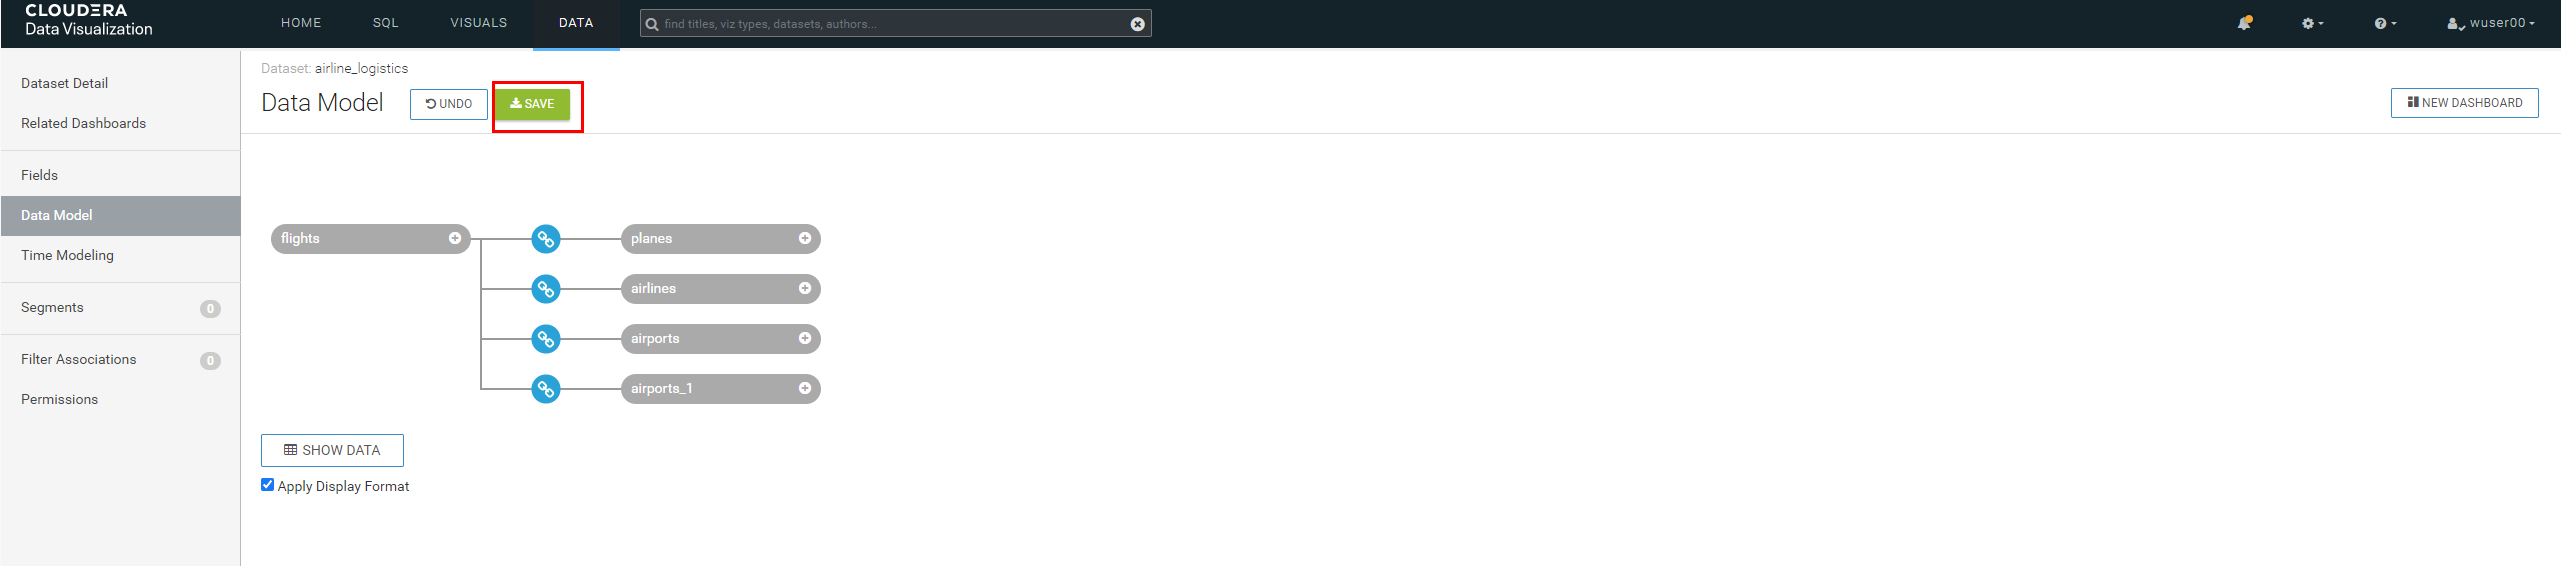 CLOUDERA
Data Visualization
HOME SQL VISUALS DATA
find titles, viz types, datasets, authors...
wuser00
Dataset Detail
Related Dashboards
Fields
Data Model
Time Modeling
Segments 0
Filter Associations 0
Permissions
Dataset: airline_logistics
Data Model UNDO SAVE NEW DASHBOARD
flights planes
airlines
airports
airports_1
SHOW DATA
Apply Display Format